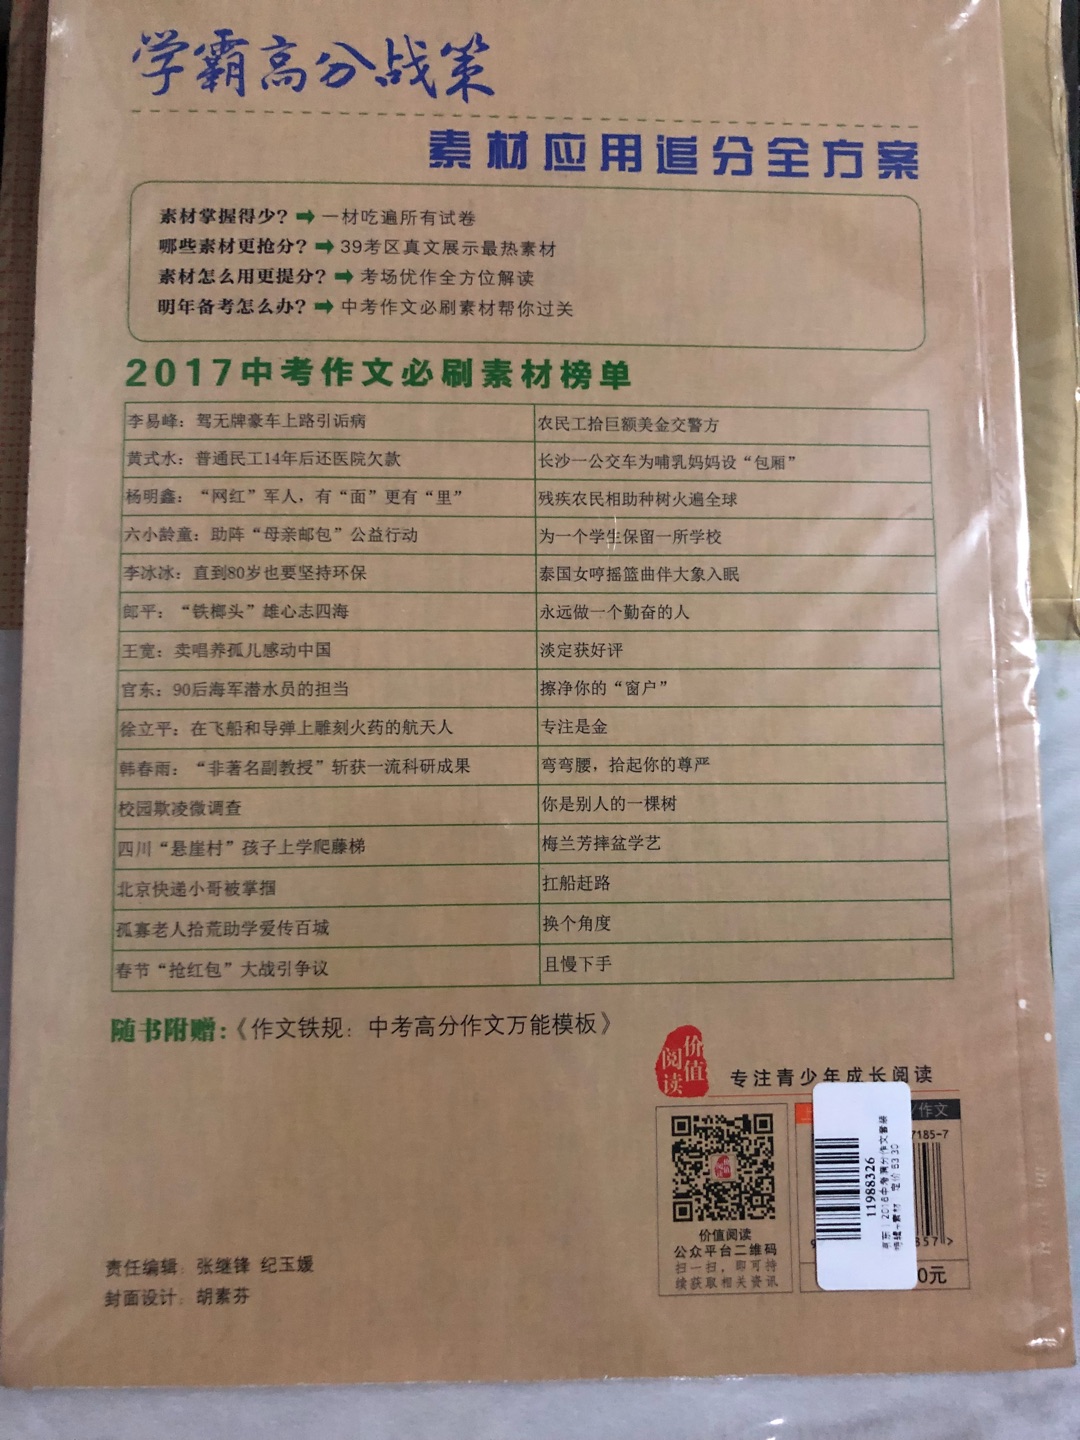 学霸高分战策
素材应用追分全方案
素材掌握得少？➡一材吃遍所有试卷
哪些素材更抢分？➡39考区真文展示最热素材
素材怎么用更提分？➡考场优作全方位解读
明年备考怎么办？➡中考作文必刷素材帮你过关
2017中考作文必刷素材榜单
李易峰：驾无牌豪车上路引诟病 农民工拾巨额美金交警方
黄式水：普通民工14年后还医院欠款 长沙一公交车为哺乳妈妈设“包厢”
杨明鑫：“网红”军人，有“面”更有“里” 残疾农民相助种树火遍全球
六小龄童：助阵“母亲邮包”公益行动 为一个学生保留一所学校
李冰冰：直到80岁也要坚持环保 泰国女哼摇篮曲伴大象入眠
郎平：“铁榔头”雄心志四海 永远做一个勤奋的人
王宽：卖唱养孤儿感动中国 淡定获好评
官东：90后海军潜水员的担当 擦净你的“窗户”
徐立平：在飞船和导弹上雕刻火药的航天人 专注是金
韩春雨：“非著名副教授”斩获一流科研成果 弯弯腰，拾起你的尊严
校园欺凌微调查 你是别人的一棵树
四川“悬崖村”孩子上学爬藤梯 梅兰芳摔盆学艺
北京快递小哥被掌掴 扛船赶路
孤寡老人拾荒助学爱传百城 换个角度
春节“抢红包”大战引争议 且慢下手
随书附赠：《作文铁规：中考高分作文万能模板》
价值阅读
专注青少年成长阅读
/作文
7185-7
11988326
2016中考满分作文套装
素材 定价 53.30
857>
0元
价值阅读
公众平台二维码
扫一扫，即可持
续获取相关资讯
责任编辑：张继锋 纪玉媛
封面设计：胡素芬